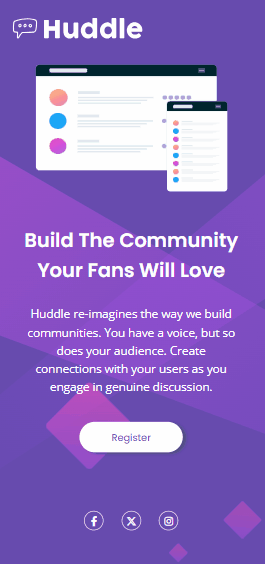 Huddle
Build The Community
Your Fans Will Love
Huddle re-imagines the way we build
communities. You have a voice, but so
does your audience. Create
connections with your users as you
engage in genuine discussion.
Register